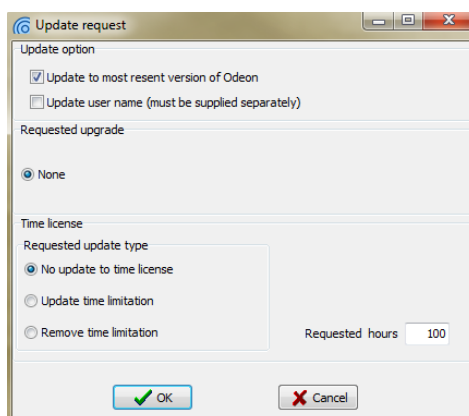 Update request
Update option
Update to most resent version of Odeon
Update user name (must be supplied separately)
Requested upgrade
None
Time license
Requested update type
No update to time license
Update time limitation
Remove time limitation
Requested hours 100
OK Cancel